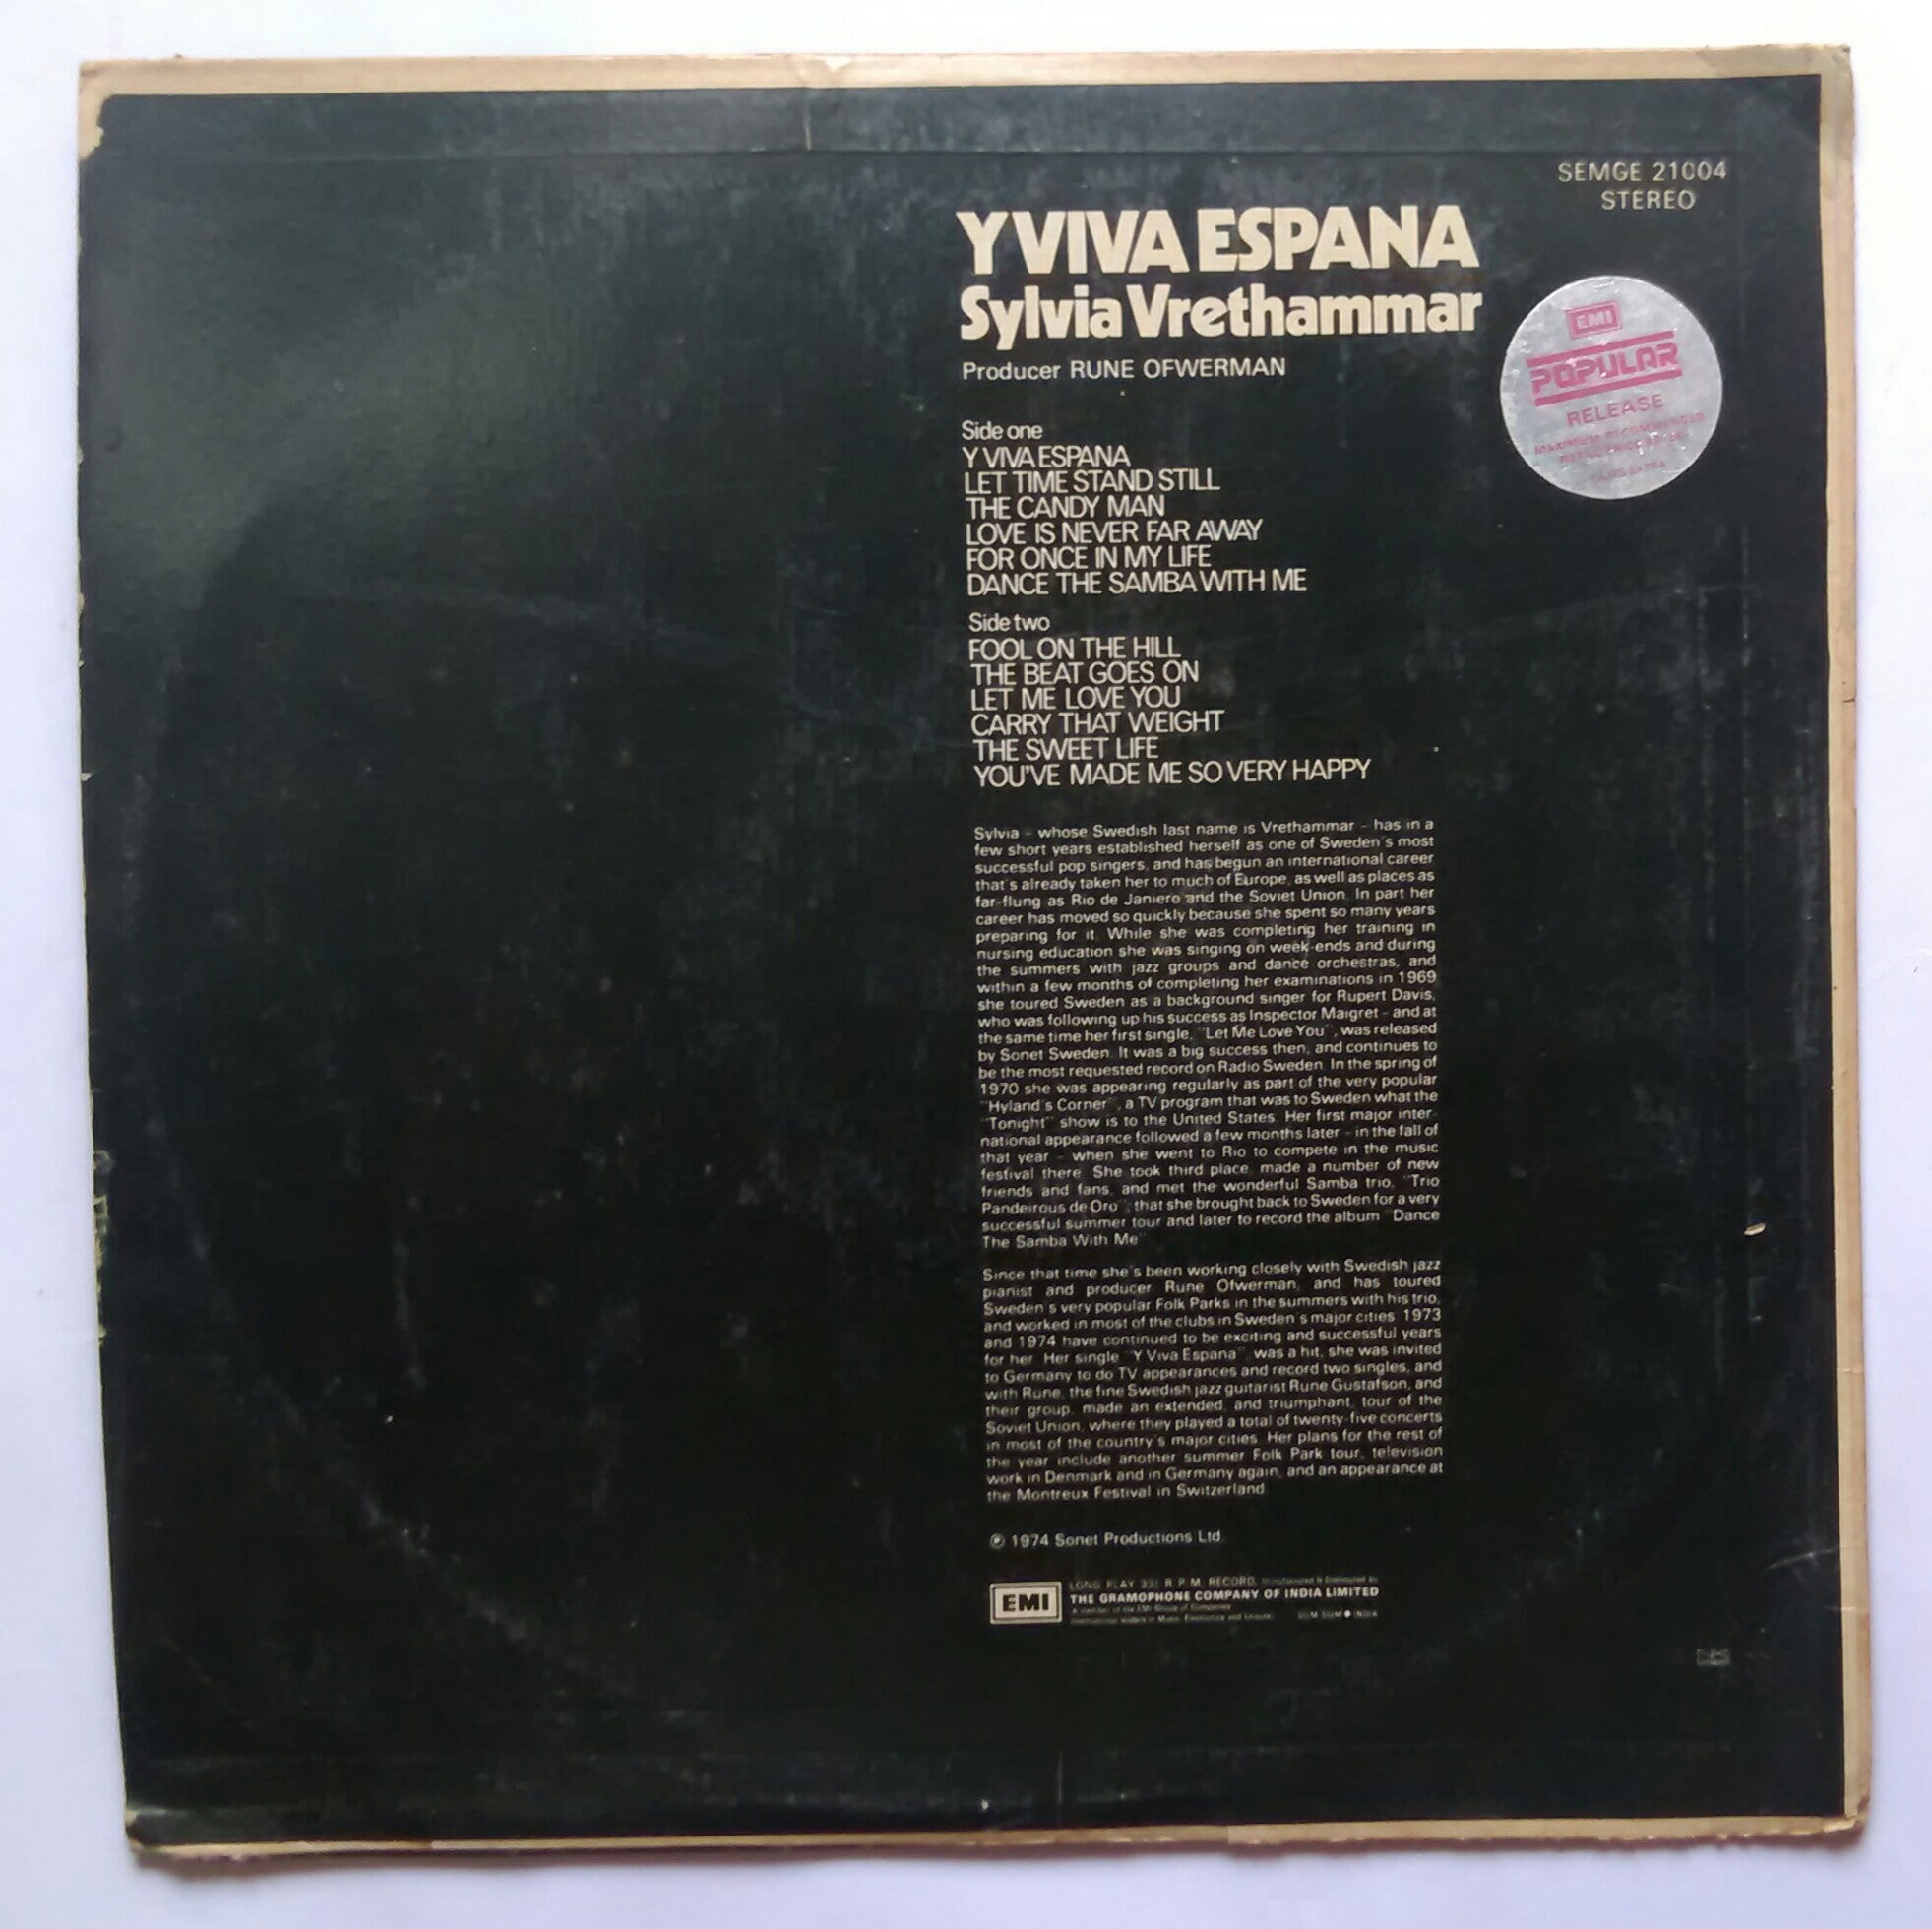 SEMGE 21004
STEREO
Y VIVA ESPANA
Sylvia Vrethammar
Producer RUNE OFWERMAN
EMI
POPULAR
RELEASE
MAXIMUM RECOMMENDED
Side one
Y VIVA ESPANA
LET TIME STAND STILL
THE CANDY MAN
LOVE IS NEVER FAR AWAY
FOR ONCE IN MY LIFE
DANCE THE SAMBA WITH ME
Side two
FOOL ON THE HILL
THE BEAT GOES ON
LET ME LOVE YOU
CARRY THAT WEIGHT
THE SWEET LIFE
YOU'VE MADE ME SO VERY HAPPY
Sylvia – whose Swedish last name is Vrethammar – has in a
few short years established herself as one of Sweden's most
successful pop singers, and has begun an international career
that's already taken her to much of Europe, as well as places as
far-flung as Rio de Janiero and the Soviet Union. In part her
career has moved so quickly because she spent so many years
preparing for it. While she was completing her training in
nursing education she was singing on week-ends and during
the summers with jazz groups and dance orchestras, and
within a few months of completing her examinations in 1969
she toured Sweden as a background singer for Rupert Davis,
who was following up his success as Inspector Maigret – and at
the same time her first single, "Let Me Love You", was released
by Sonet Sweden. It was a big success then, and continues to
be the most requested record on Radio Sweden. In the spring of
1970 she was appearing regularly as part of the very popular
"Hyland's Corner", a TV program that was to Sweden what the
"Tonight" show is to the United States. Her first major inter-
national appearance followed a few months later – in the fall of
that year – when she went to Rio to compete in the music
festival there. She took third place, made a number of new
friends and fans, and met the wonderful Samba trio, "Trio
Pandeirous de Oro", that she brought back to Sweden for a very
successful summer tour and later to record the album "Dance
The Samba With Me"
Since that time she's been working closely with Swedish jazz
pianist and producer Rune Ofwerman, and has toured
Sweden's very popular Folk Parks in the summers with his trio,
and worked in most of the clubs in Sweden's major cities. 1973
and 1974 have continued to be exciting and successful years
for her. Her single "Y Viva Espana" was a hit, she was invited
to Germany to do TV appearances and record two singles, and
with Rune, the fine Swedish jazz guitarist Rune Gustafson, and
their group, made an extended, and triumphant, tour of the
Soviet Union, where they played a total of twenty-five concerts
in most of the country's major cities. Her plans for the rest of
the year include another summer Folk Park tour, television
work in Denmark and in Germany again, and an appearance at
the Montreux Festival in Switzerland.
℗ 1974 Sonet Productions Ltd.
EMI
LONG PLAY 33⅓ R.P.M. RECORD. Manufactured & Distributed by
THE GRAMOPHONE COMPANY OF INDIA LIMITED
A member of the EMI Group of Companies
International leaders in Music, Electronics and Leisure. DUM DUM ● INDIA